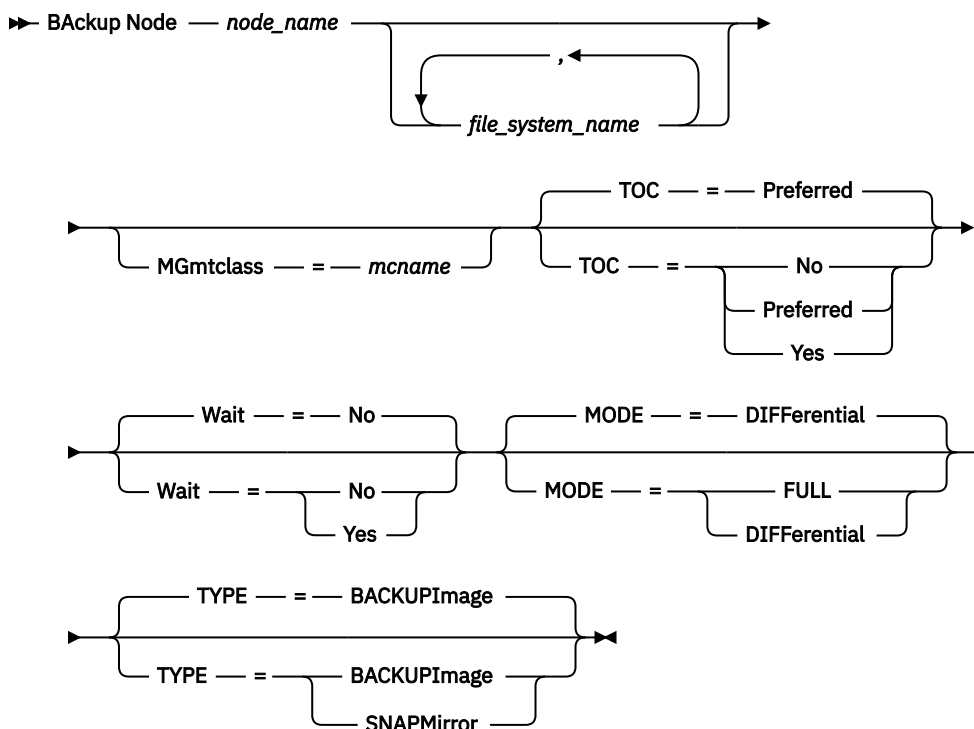 BAckup Node node_name
,
file_system_name
TOC = Preferred
MGmtclass = mcname
TOC = No
Preferred
Yes
Wait = No
MODE = DIFFerential
Wait = No
MODE = FULL
Yes
DIFFerential
TYPE = BACKUPImage
TYPE = BACKUPImage
SNAPMirror